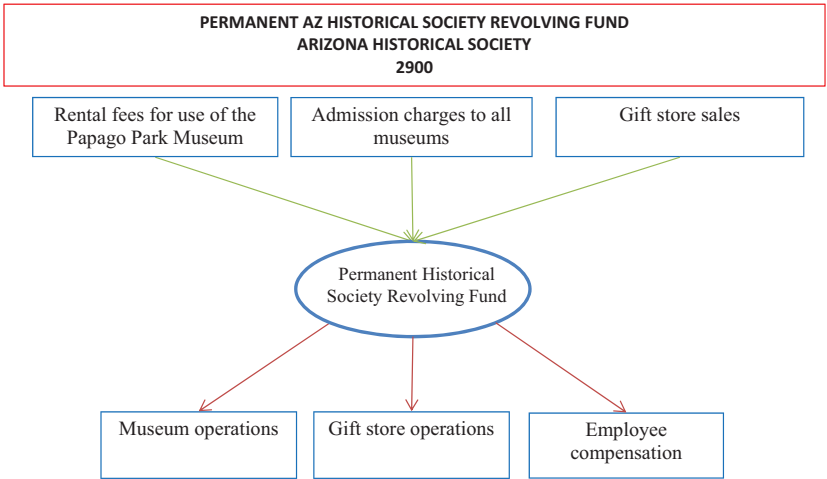 PERMANENT AZ HISTORICAL SOCIETY REVOLVING FUND
ARIZONA HISTORICAL SOCIETY
2900
Rental fees for use of the
Papago Park Museum
Admission charges to all
museums
Gift store sales
Permanent Historical
Society Revolving Fund
Museum operations
Gift store operations
Employee
compensation